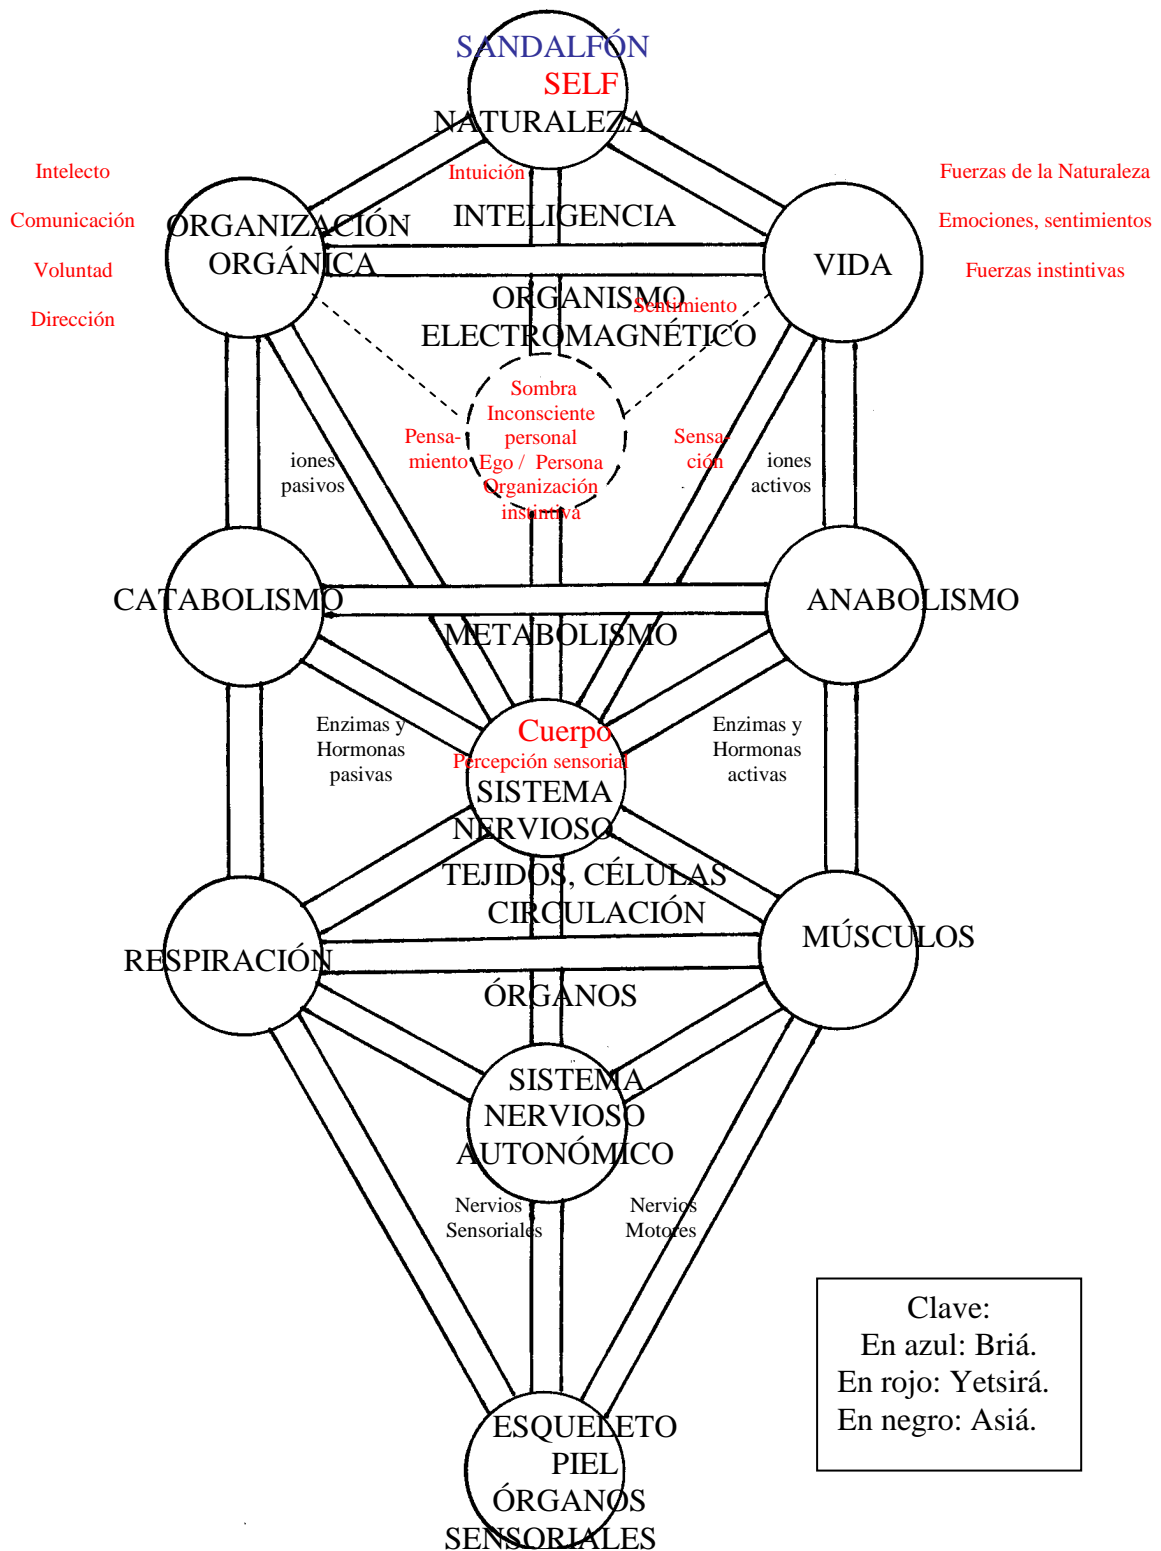 SANDALFÓN
SELF
NATURALEZA
Intelecto
Comunicación
Voluntad
Dirección
Intuición
Fuerzas de la Naturaleza
Emociones, sentimientos
Fuerzas instintivas
ORGANIZACIÓN
ORGÁNICA
INTELIGENCIA
VIDA
ORGANISMO
ELECTROMAGNÉTICO
Sentimiento
Sombra
Inconsciente
personal
Ego / Persona
Organización
instintiva
Pensa-
miento
Sensa-
ción
iones
pasivos
iones
activos
CATABOLISMO
ANABOLISMO
METABOLISMO
Enzimas y
Hormonas
pasivas
Cuerpo
Percepción sensorial
SISTEMA
NERVIOSO
Enzimas y
Hormonas
activas
TEJIDOS, CÉLULAS
CIRCULACIÓN
RESPIRACIÓN
MÚSCULOS
ÓRGANOS
SISTEMA
NERVIOSO
AUTONÓMICO
Nervios
Sensoriales
Nervios
Motores
ESQUELETO
PIEL
ÓRGANOS
SENSORIALES
Clave:
En azul: Briá.
En rojo: Yetsirá.
En negro: Asiá.